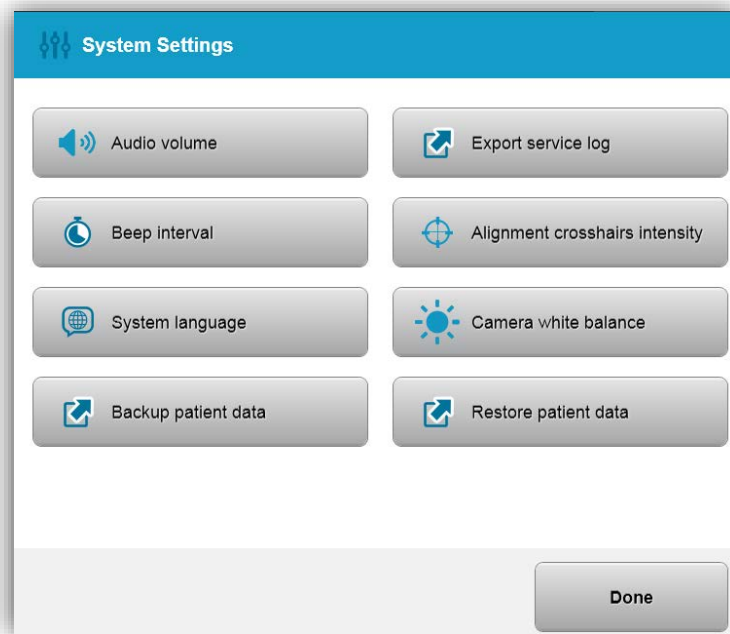 System Settings
Audio volume
Export service log
Beep interval
Alignment crosshairs intensity
System language
Camera white balance
Backup patient data
Restore patient data
Done